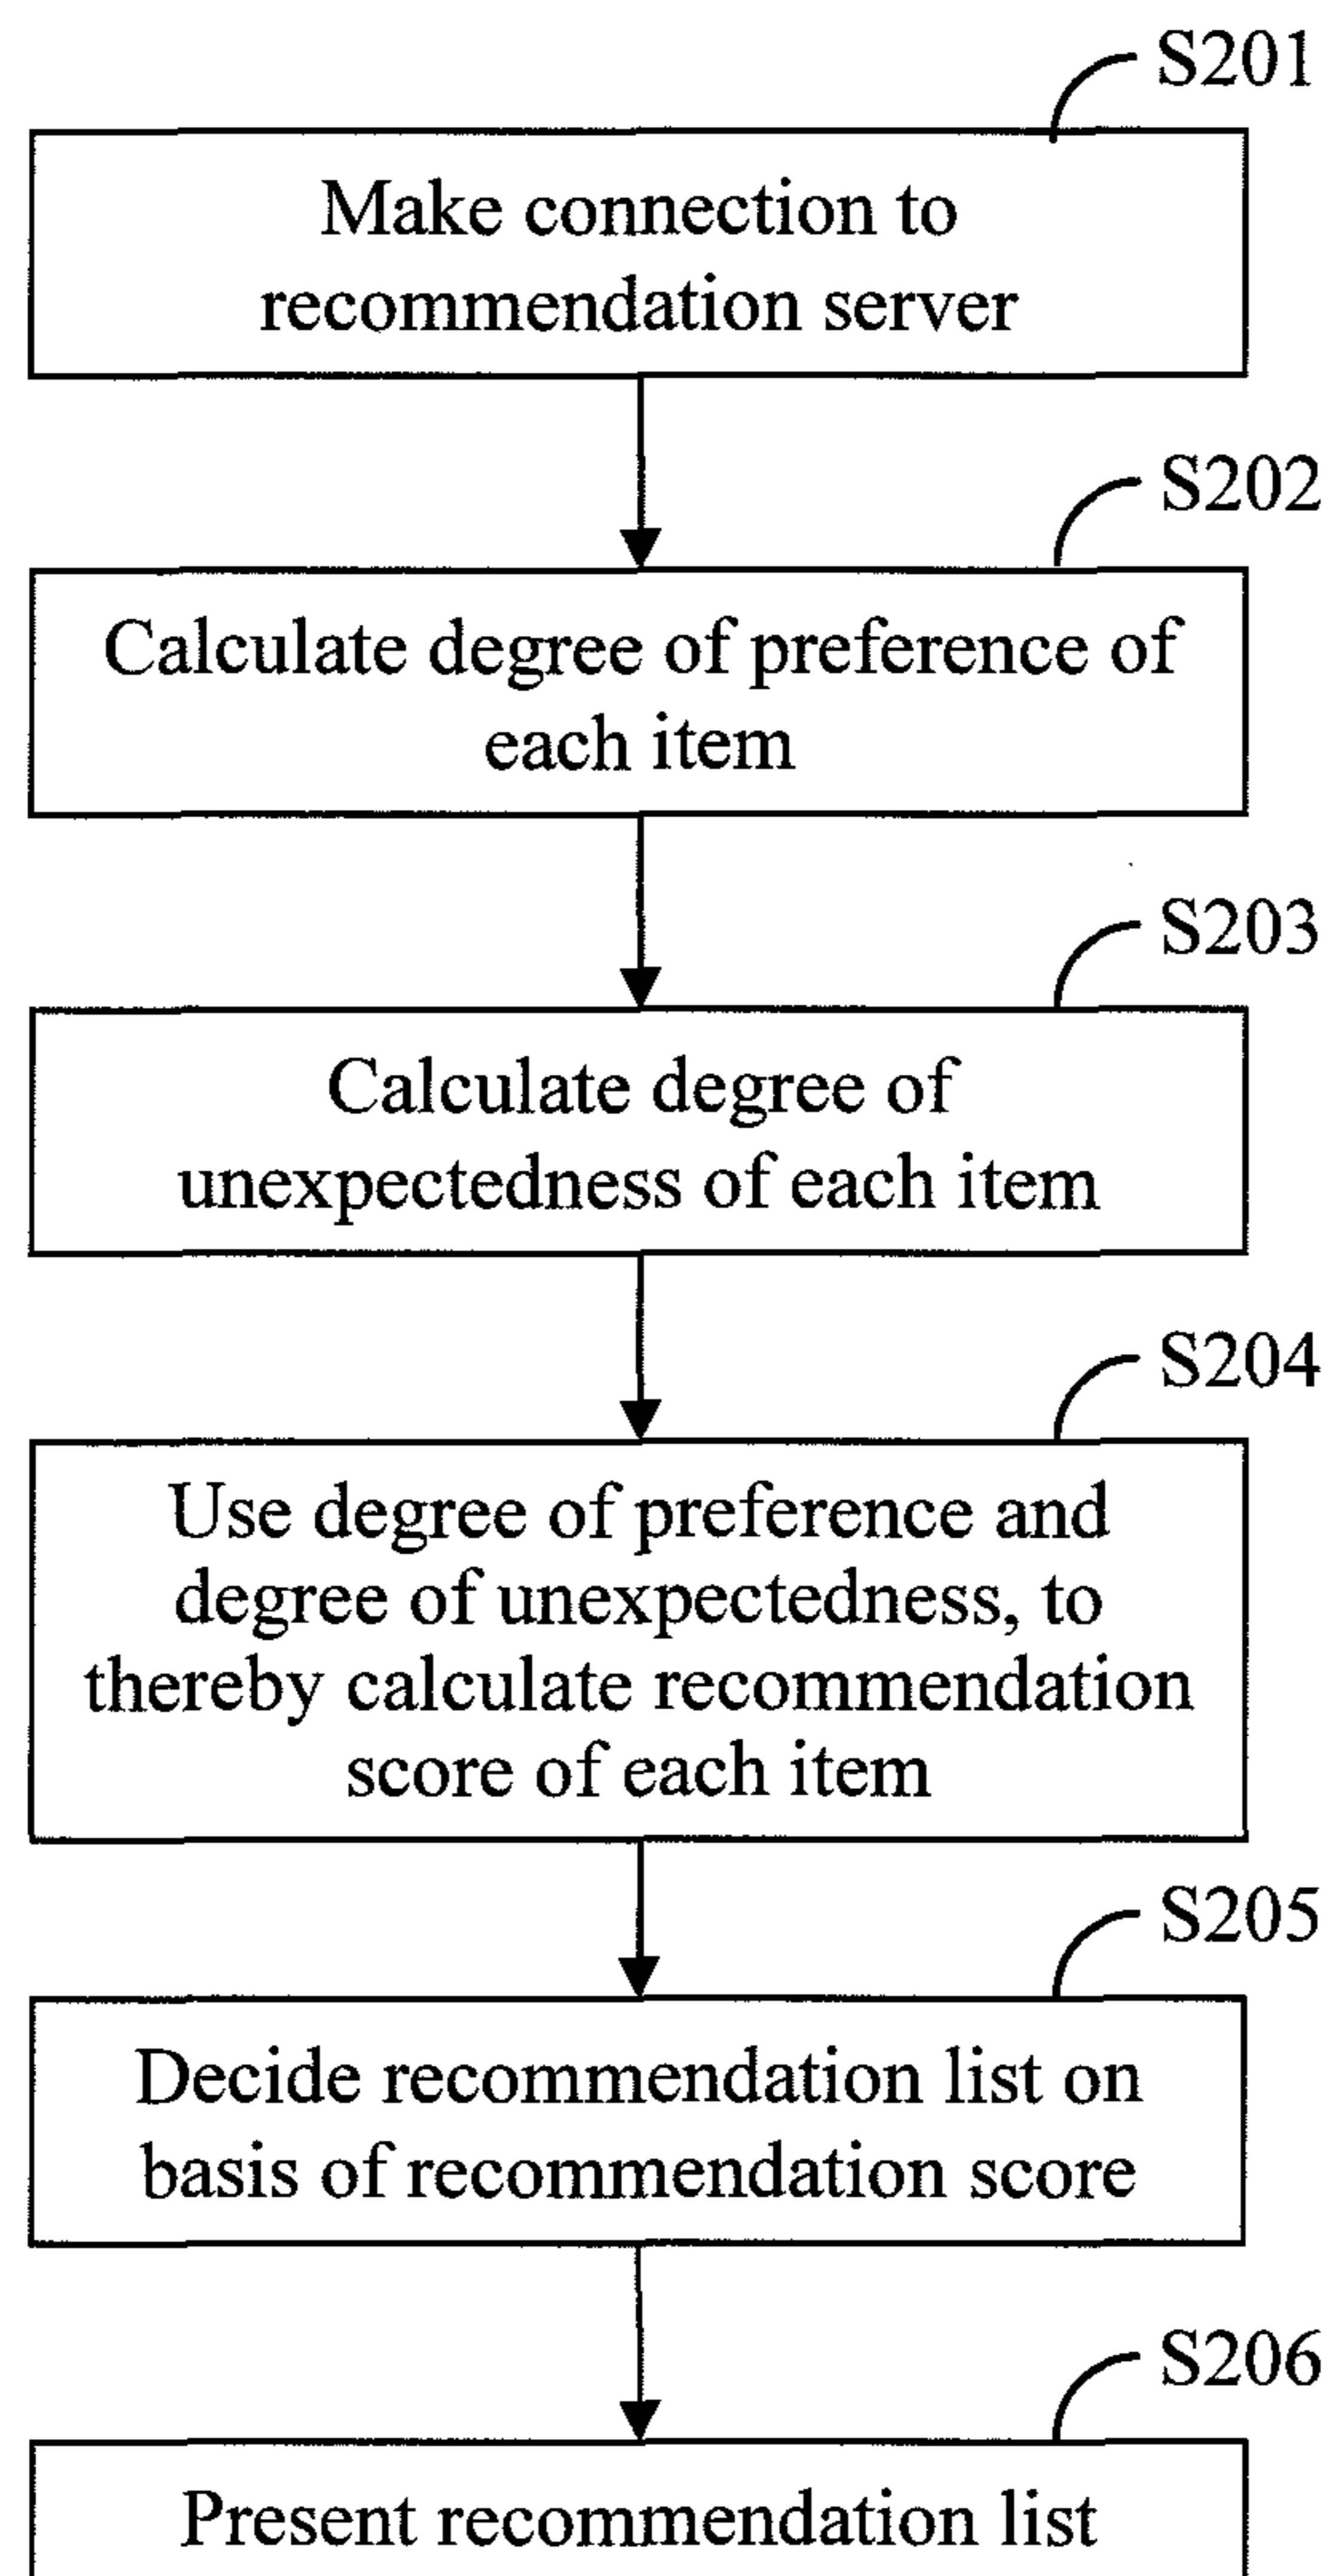 S201
Make connection to
recommendation server
S202
Calculate degree of preference of
each item
S203
Calculate degree of
unexpectedness of each item
S204
Use degree of preference and
degree of unexpectedness, to
thereby calculate recommendation
score of each item
S205
Decide recommendation list on
basis of recommendation score
S206
Present recommendation list